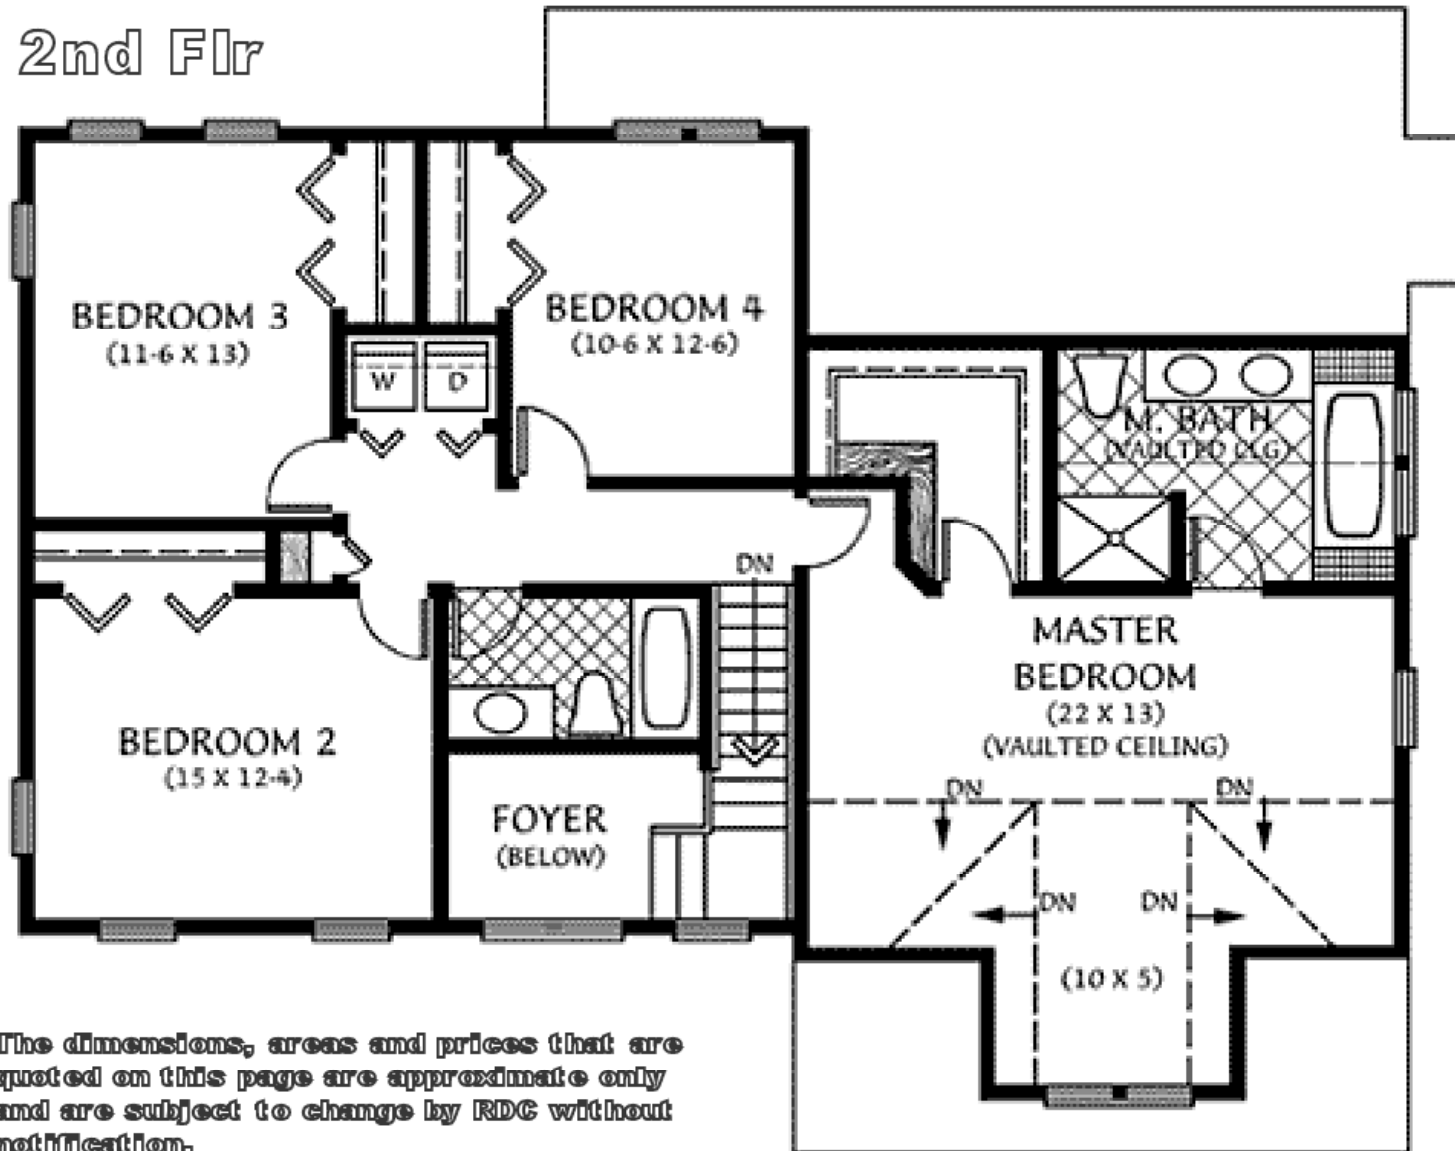 2nd Flr
BEDROOM 3
(11-6 X 13)
BEDROOM 4
(10-6 X 12-6)
W
D
M. BATH
(VAULTED CLG)
DN
MASTER
BEDROOM
(22 X 13)
(VAULTED CEILING)
BEDROOM 2
(15 X 12-4)
FOYER
(BELOW)
DN
DN
DN
DN
(10 X 5)
The dimensions, areas and prices that are
quoted on this page are approximate only
and are subject to change by RDC without
notification.